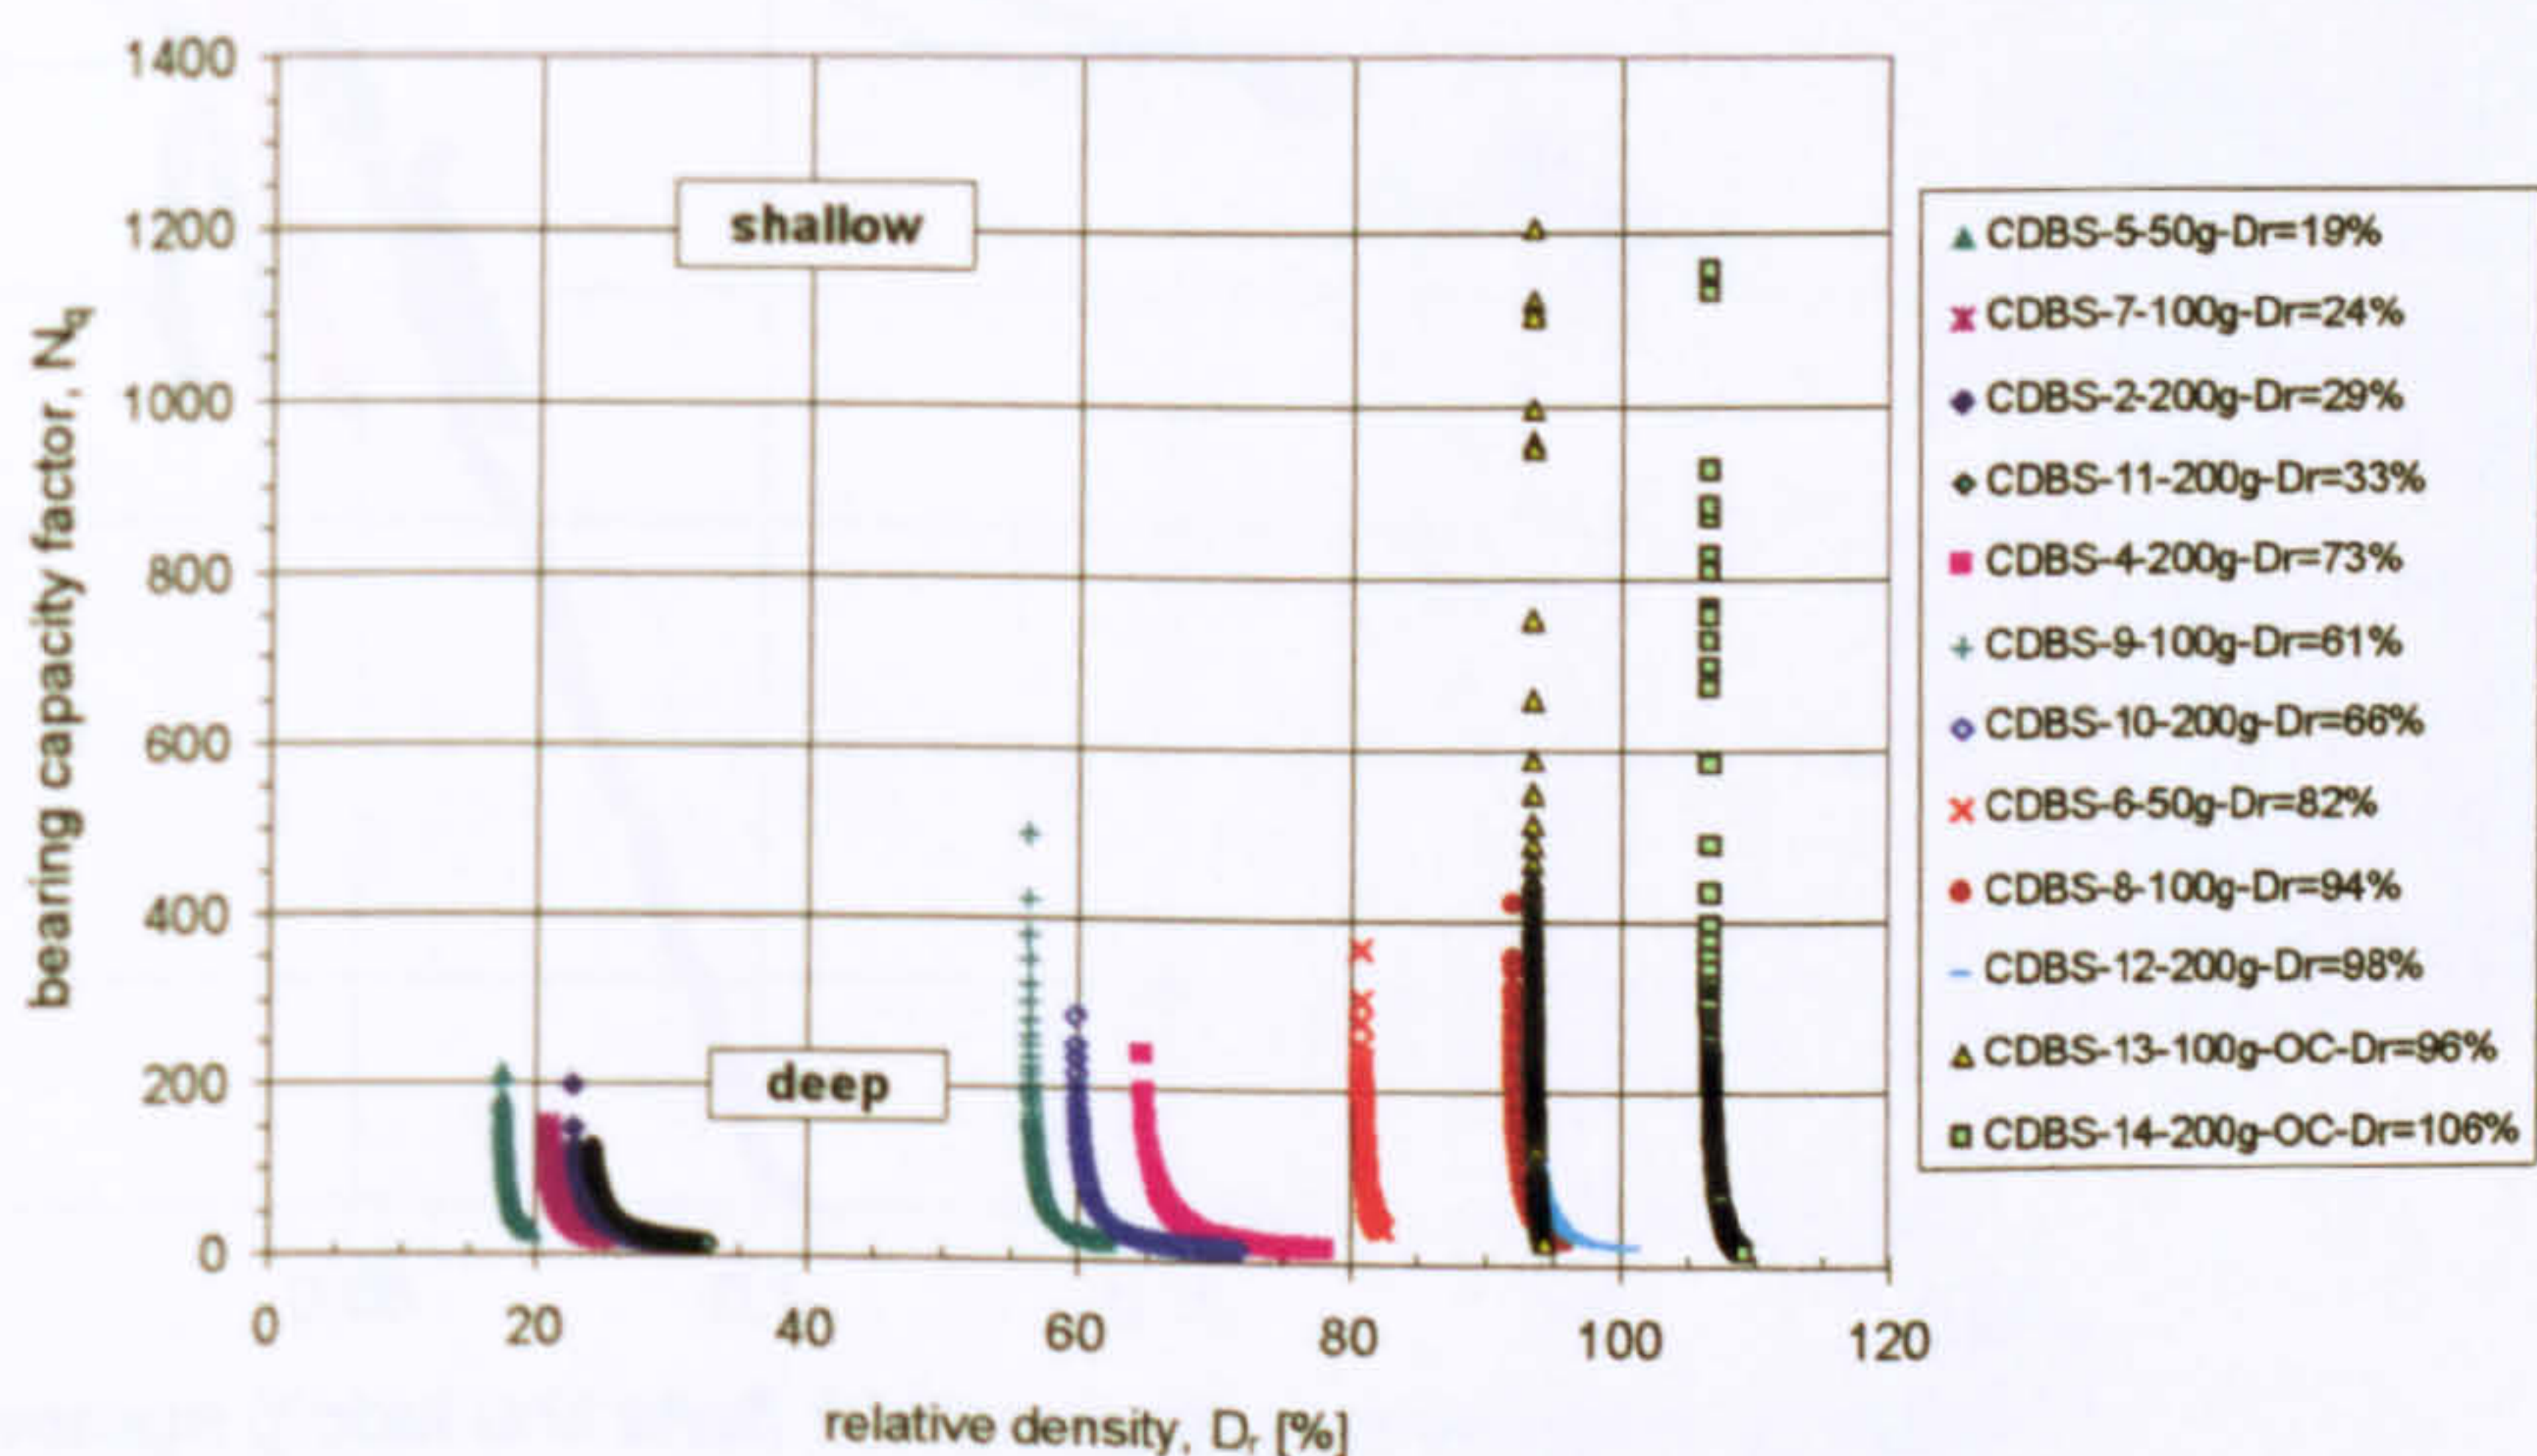 1400
1200
1000
800
600
400
200
0
bearing capacity factor, Nq
shallow
deep
0 20 40 60 80 100 120
relative density, Dr [%]
CDBS-5-50g-Dr=19%
CDBS-7-100g-Dr=24%
CDBS-2-200g-Dr=29%
CDBS-11-200g-Dr=33%
CDBS-4-200g-Dr=73%
CDBS-9-100g-Dr=61%
CDBS-10-200g-Dr=66%
CDBS-6-50g-Dr=82%
CDBS-8-100g-Dr=94%
CDBS-12-200g-Dr=98%
CDBS-13-100g-OC-Dr=96%
CDBS-14-200g-OC-Dr=106%